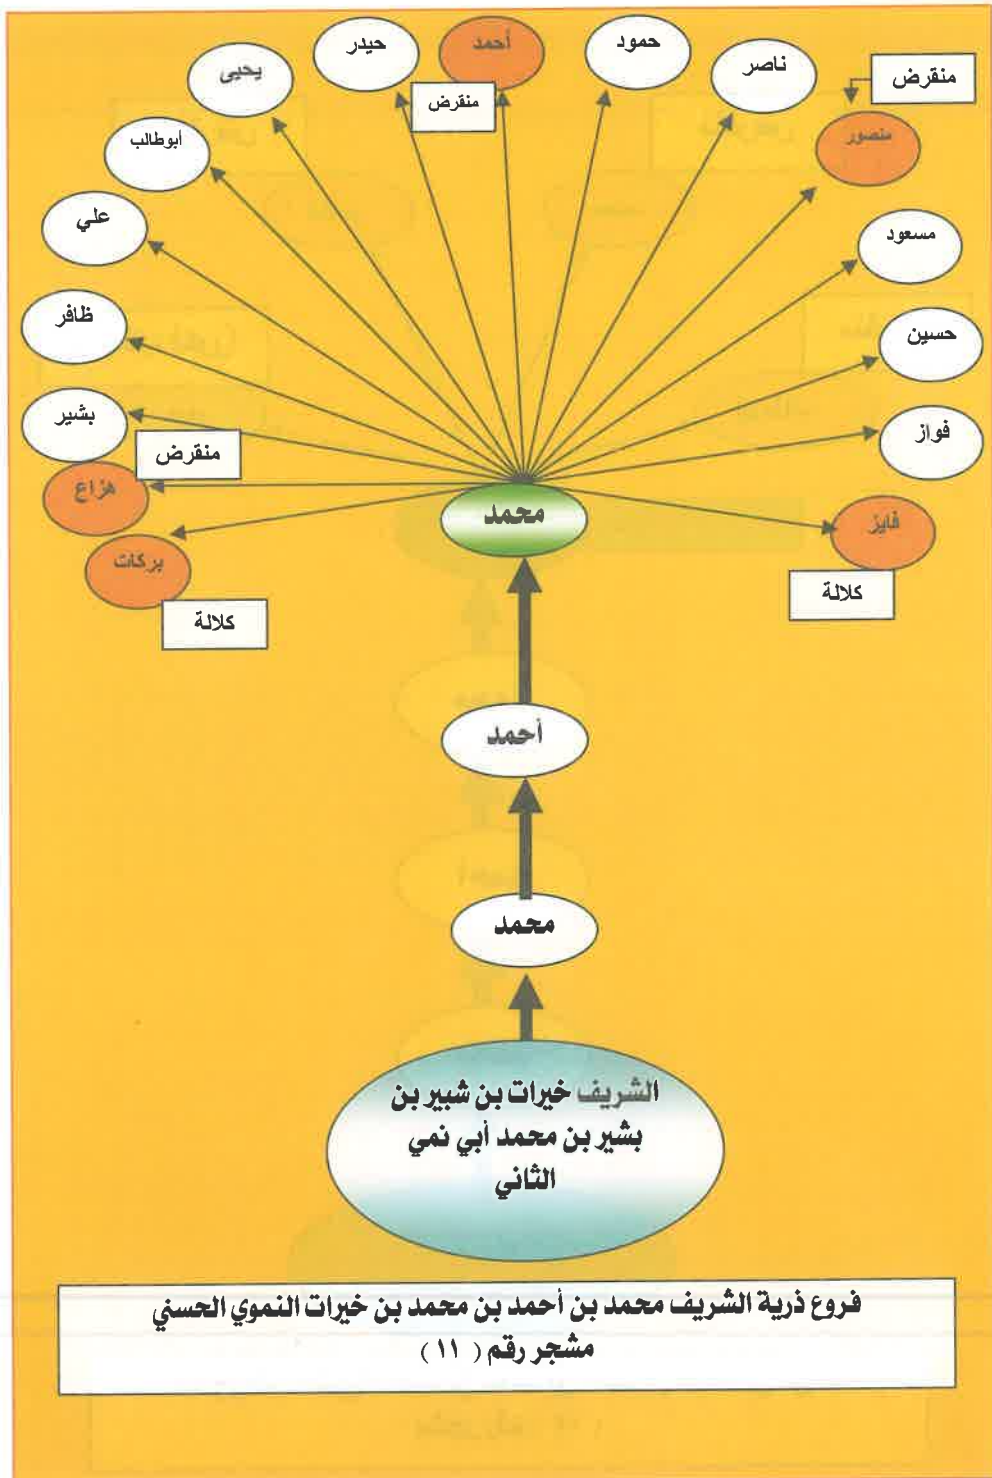 حمود
أحمد
حيدر
ناصر
منقرض
يحيى
منقرض
منصور
أبوطالب
علي
مسعود
ظافر
حسين
بشير
فواز
منقرض
هزاع
محمد
فايز
بركات
كلالة
كلالة
أحمد
محمد
الشريف خيرات بن شبير بن
بشير بن محمد أبي نمي
الثاني
فروع ذرية الشريف محمد بن أحمد بن محمد بن خيرات النموي الحسني
مشجر رقم ( ١١ )